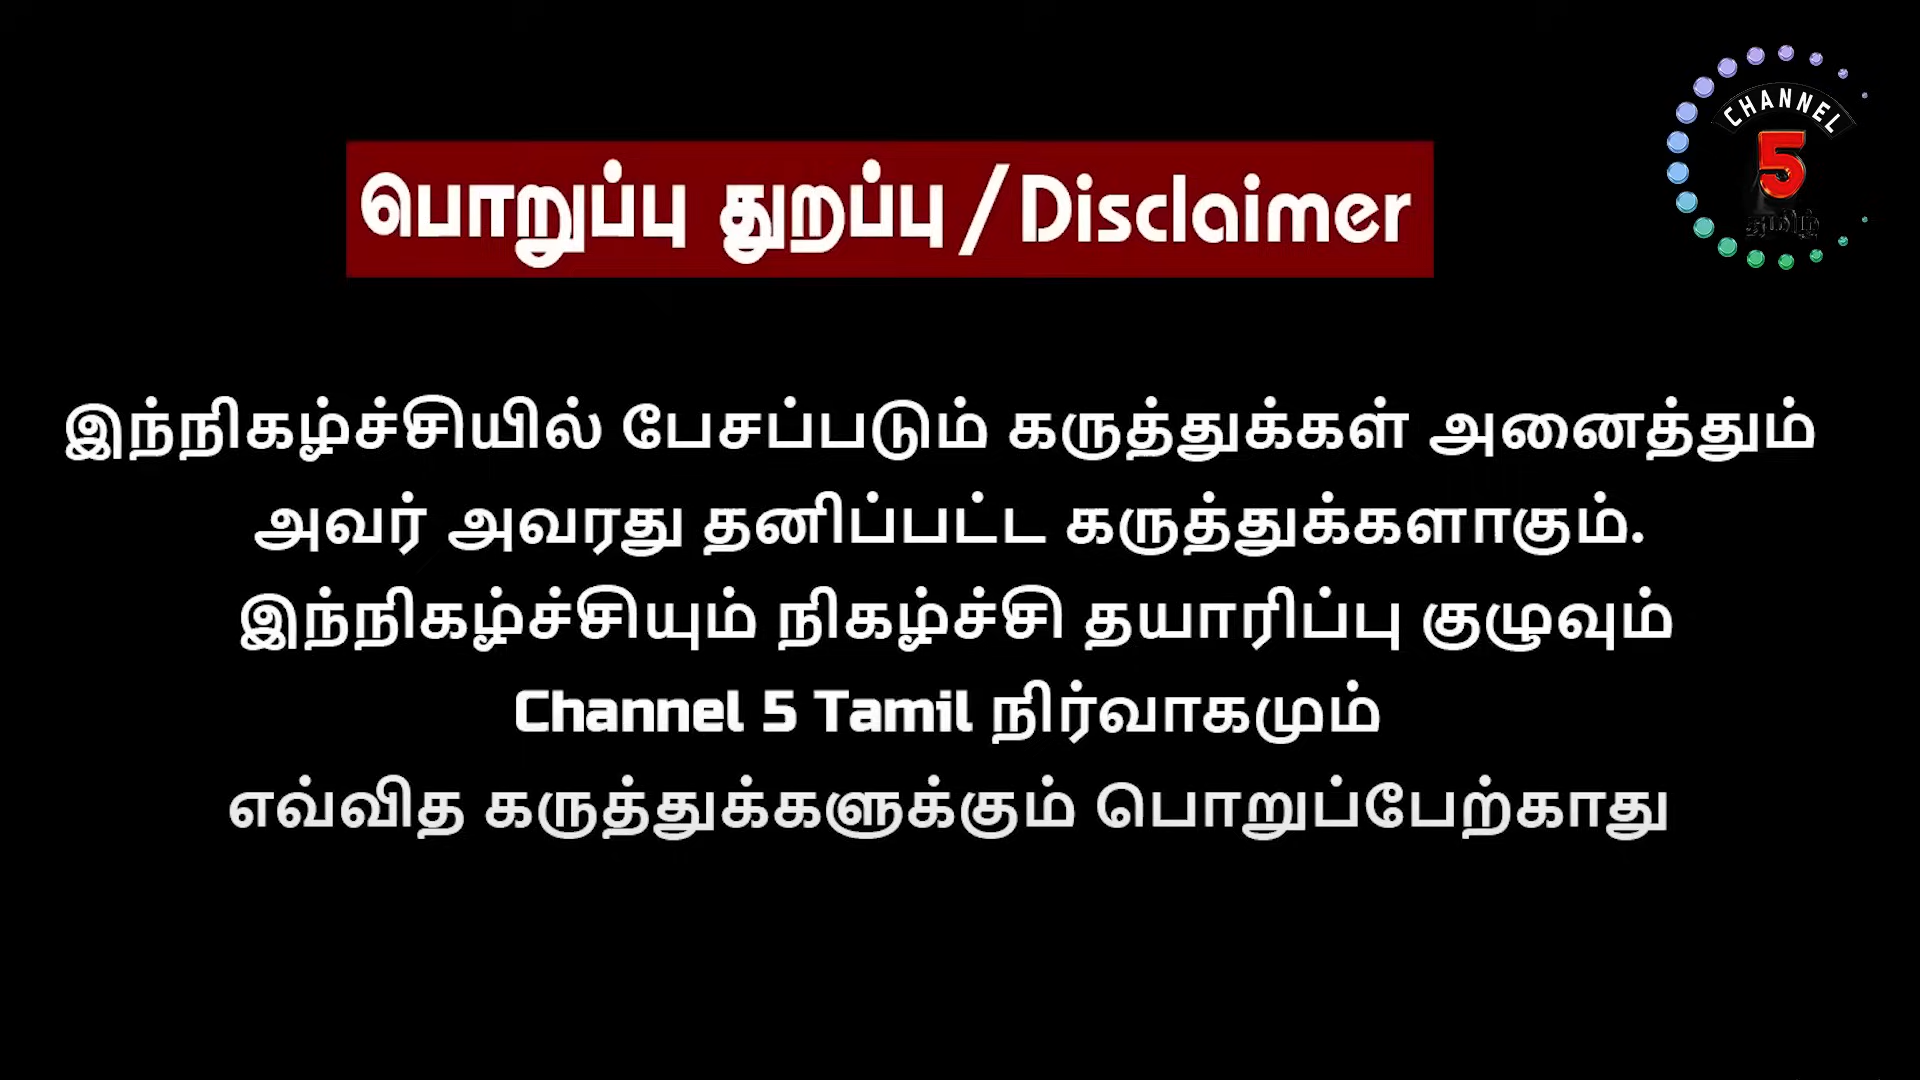 CHANNEL
5
தமிழ்
பொறுப்பு துறப்பு/Disclaimer
இந்நிகழ்ச்சியில் பேசப்படும் கருத்துக்கள் அனைத்தும்
அவர் அவரது தனிப்பட்ட கருத்துக்களாகும்.
இந்நிகழ்ச்சியும் நிகழ்ச்சி தயாரிப்பு குழுவும்
Channel 5 Tamil நிர்வாகமும்
எவ்வித கருத்துக்களுக்கும் பொறுப்பேற்காது